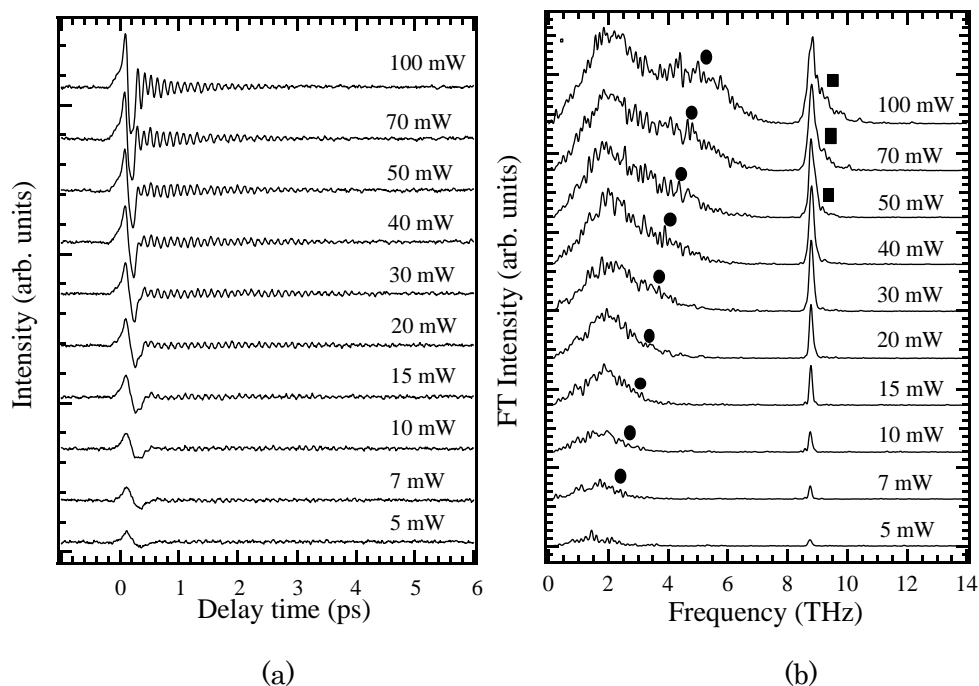 Intensity (arb. units)
100 mW
70 mW
50 mW
40 mW
30 mW
20 mW
15 mW
10 mW
7 mW
5 mW
0 1 2 3 4 5 6
Delay time (ps)
(a)
FT Intensity (arb. units)
100 mW
70 mW
50 mW
40 mW
30 mW
20 mW
15 mW
10 mW
7 mW
5 mW
0 2 4 6 8 10 12 14
Frequency (THz)
(b)